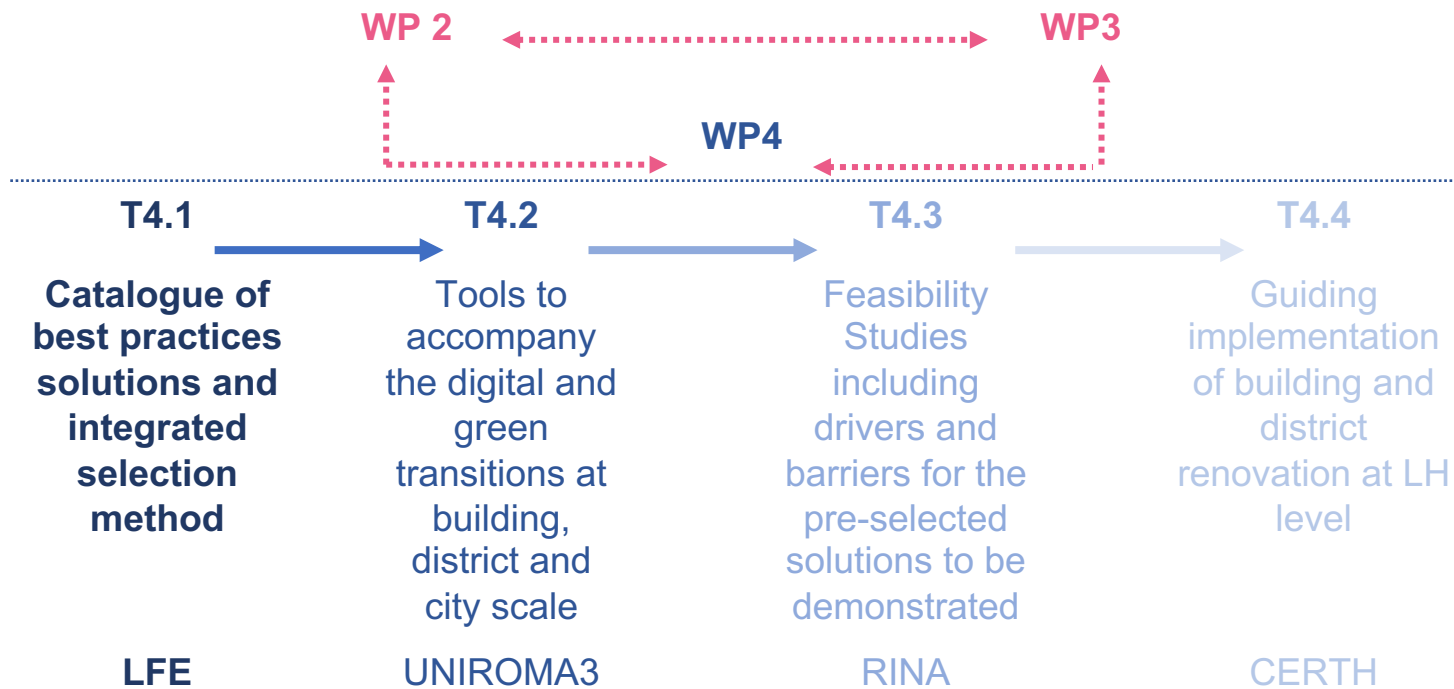 WP 2
WP3
WP4
T4.1
T4.2
T4.3
T4.4
Catalogue of
best practices
solutions and
integrated
selection
method
Tools to
accompany
the digital and
green
transitions at
building,
district and
city scale
Feasibility
Studies
including
drivers and
barriers for the
pre-selected
solutions to be
demonstrated
Guiding
implementation
of building and
district
renovation at LH
level
LFE
UNIROMA3
RINA
CERTH